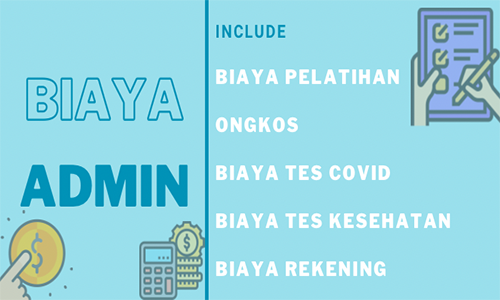 BIAYA
ADMIN
INCLUDE
BIAYA PELATIHAN
ONGKOS
BIAYA TES COVID
BIAYA TES KESEHATAN
BIAYA REKENING